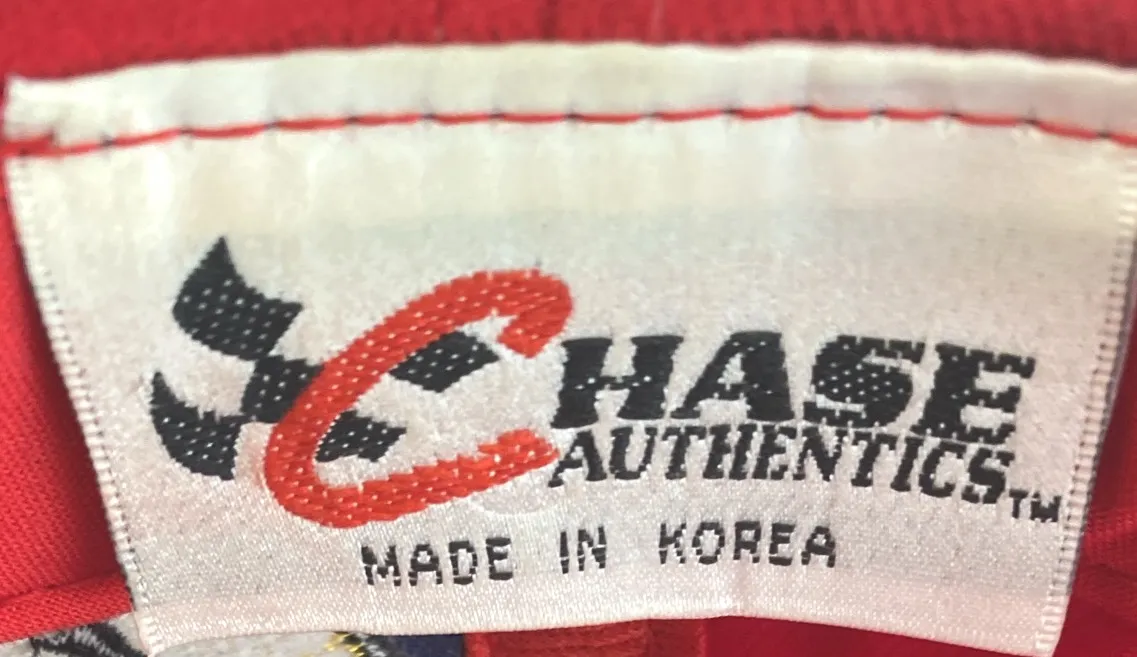 CHASE
AUTHENTICS™
MADE IN KOREA